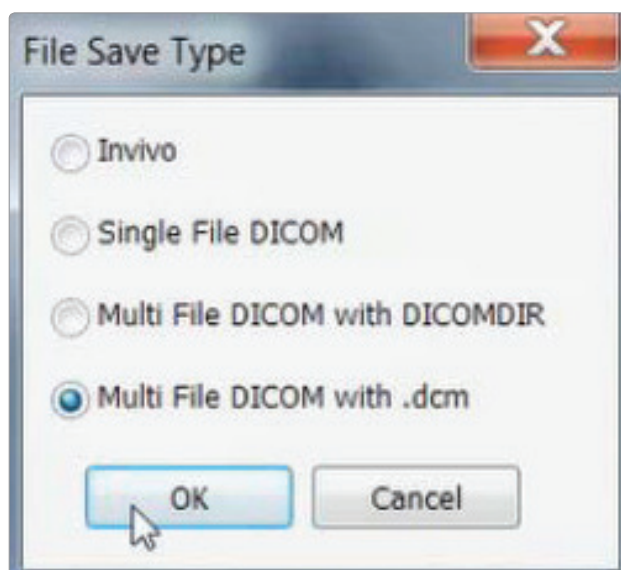 File Save Type
Invivo
Single File DICOM
Multi File DICOM with DICOMDIR
Multi File DICOM with .dcm
OK Cancel